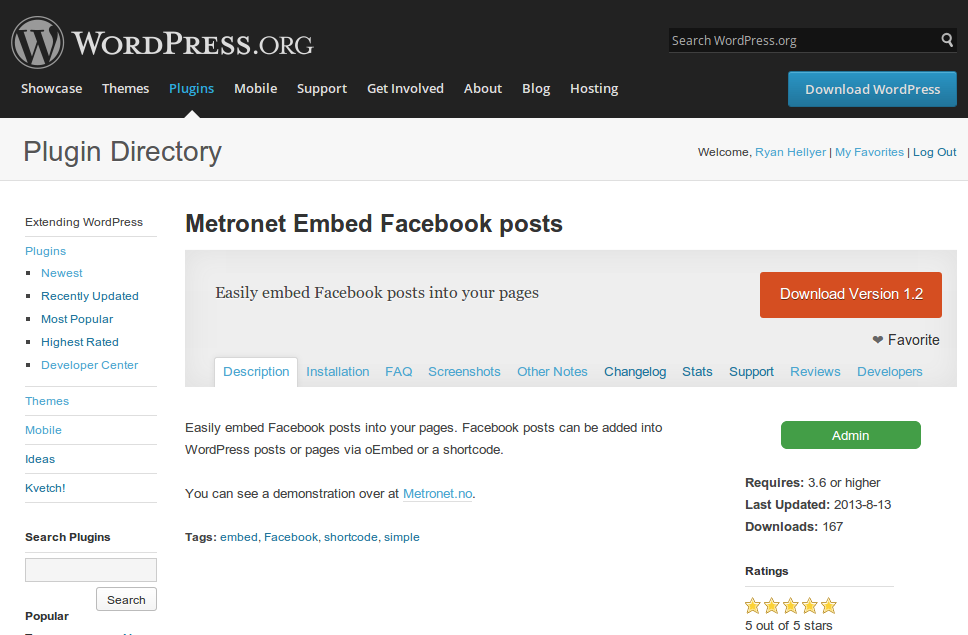 WORDPRESS.ORG
Search WordPress.org
Showcase Themes Plugins Mobile Support Get Involved About Blog Hosting
Download WordPress
Plugin Directory
Welcome, Ryan Hellyer | My Favorites | Log Out
Extending WordPress
Plugins
Newest
Recently Updated
Most Popular
Highest Rated
Developer Center
Themes
Mobile
Ideas
Kvetch!
Search Plugins
Search
Popular
Metronet Embed Facebook posts
Easily embed Facebook posts into your pages
Download Version 1.2
❤ Favorite
Description Installation FAQ Screenshots Other Notes Changelog Stats Support Reviews Developers
Easily embed Facebook posts into your pages. Facebook posts can be added into
WordPress posts or pages via oEmbed or a shortcode.
You can see a demonstration over at Metronet.no.
Tags: embed, Facebook, shortcode, simple
Admin
Requires: 3.6 or higher
Last Updated: 2013-8-13
Downloads: 167
Ratings
5 out of 5 stars